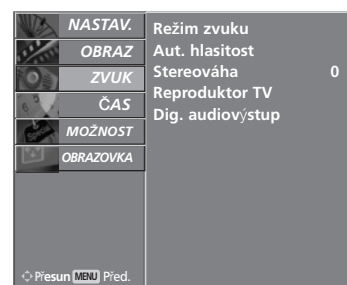 NASTAV.
OBRAZ
ZVUK
ČAS
MOŽNOST
OBRAZOVKA
Přesun MENU Před.
Režim zvuku
Aut. hlasitost
Stereováha 0
Reproduktor TV
Dig. audiovýstup